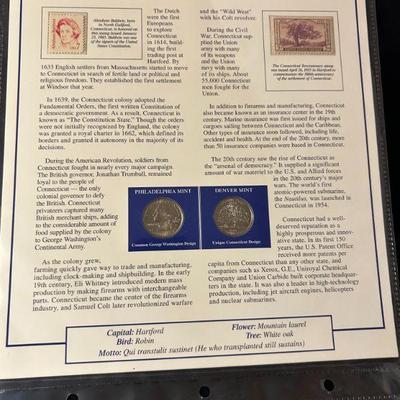 Abraham Baldwin, born
in North Guilford,
Connecticut, is honored
on this stamp issued January
25, 1985. Baldwin was one
of the signers of the United
States Constitution.
The Dutch
were the first
Europeans
to explore
Connecticut
in 1614, build-
ing the first
trading post at
Hartford. By
1635 English settlers from Massachusetts started to move
to Connecticut in search of fertile land or political and
religious freedom. They established the first settlement
at Windsor that year.
In 1639, the Connecticut colony adopted the
Fundamental Orders, the first written Constitution of
a democratic government. As a result, Connecticut is
known as "The Constitution State." Though the orders
were not initially recognized by England, the colony
was granted a royal charter in 1662, which defined its
borders and granted it autonomy in the majority of its
decisions.
During the American Revolution, soldiers from
Connecticut fought in nearly every major campaign.
The British governor, Jonathan Trumbull, remained
loyal to the people of
Connecticut — the only
colonial governor to defy
the British. Connecticut
privateers captured many
British merchant ships, adding
to the considerable amount of
food supplied by the colony
to George Washington's
Continental Army.
As the colony grew,
farming quickly gave way to trade and manufacturing,
including clock-making and shipbuilding. In the early
19th century, Eli Whitney introduced modern mass
production by making firearms with interchangeable
parts. Connecticut became the center of the firearms
industry, and Samuel Colt later revolutionized warfare
and the "Wild West"
with his Colt revolver.
During the Civil
War, Connecticut
supplied the Union
army with many
of its weapons
and the Union
navy with many
of its ships. About
55,000 Connecticut
men fought for the
Union.
The Connecticut Tercentenary stamp
was issued April 26, 1935 in Hartford to
commemorate the 300th anniversary
of the settlement of Connecticut.
In addition to firearms and manufacturing, Connecticut
also became known as an insurance center in the 19th
century. Marine insurance was first issued for ships and
cargoes sailing between Connecticut and the Caribbean.
Other types of insurance soon followed, including life,
accident and health. At the end of the 20th century, more
than 50 insurance companies were based in Connecticut.
The 20th century saw the rise of Connecticut as
the "arsenal of democracy." It supplied a significant
amount of war materiel to the U.S. and Allied forces
in the 20th century's major
wars. The world's first
atomic-powered submarine,
the Nautilus, was launched in
Connecticut in 1954.
Connecticut had a well-
deserved reputation as a
highly prosperous and inno-
vative state. In its first 150
years, the U.S. Patent Office
received more patents per
capita from Connecticut than any other state. Connecticut
companies such as Xerox, G.E., Uniroyal Chemical
Company and Union Carbide built corporate headquarters
in the state. It was also a leader in high-technology
production, including jet aircraft engines, helicopters
and nuclear submarines.
PHILADELPHIA MINT
Common George Washington Design
DENVER MINT
Unique Connecticut Design
Capital: Hartford
Flower: Mountain laurel
Bird: Robin
Tree: White oak
Motto: Qui transtulit sustinet (He who transplanted still sustains)